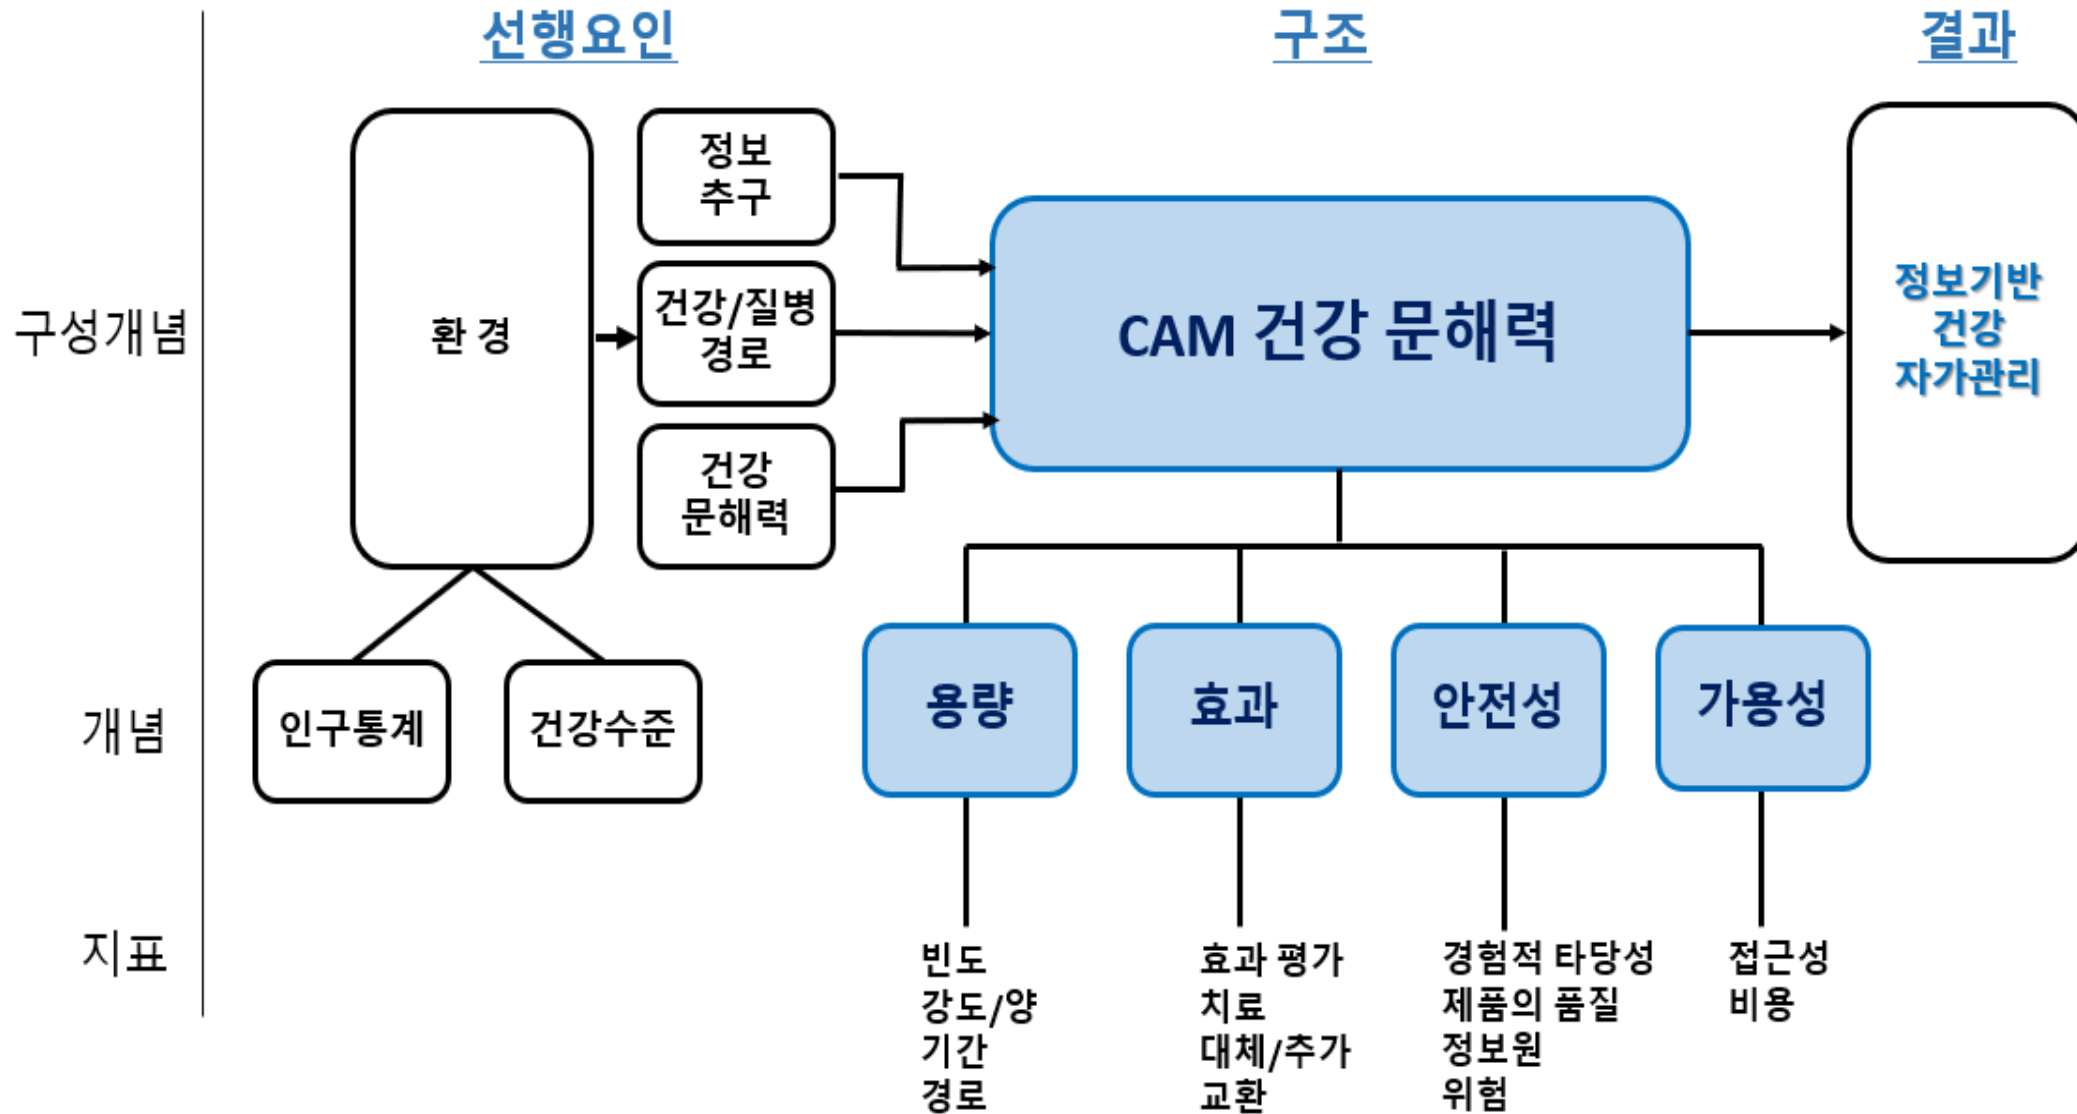 선행요인
구조
결과
구성개념
환 경
정보
추구
건강/질병
경로
건강
문해력
CAM 건강 문해력
정보기반
건강
자가관리
개념
인구통계
건강수준
용량
효과
안전성
가용성
지표
빈도
강도/양
기간
경로
효과 평가
치료
대체/추가
교환
경험적 타당성
제품의 품질
정보원
위험
접근성
비용